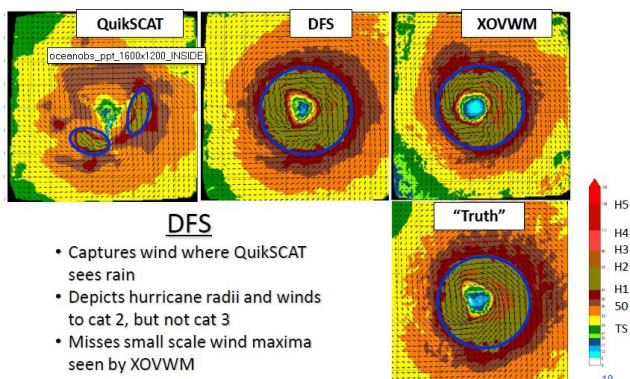 QuikSCAT
DFS
XOVWM
oceanobs_ppt_1600x1200_INSIDE
"Truth"
DFS
• Captures wind where QuikSCAT
sees rain
• Depicts hurricane radii and winds
to cat 2, but not cat 3
• Misses small scale wind maxima
seen by XOVWM
H5
H4
H3
H2
H1
50
TS